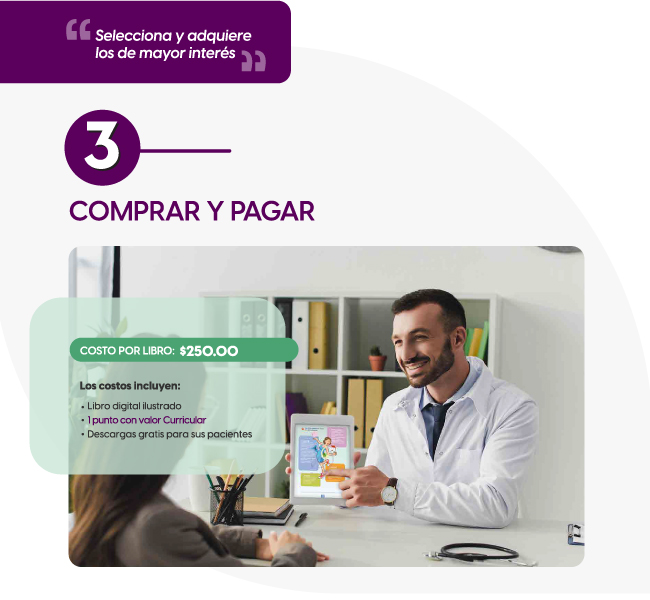 “ Selecciona y adquiere
los de mayor interés ”
3
COMPRAR Y PAGAR
COSTO POR LIBRO: $250.00
Los costos incluyen:
• Libro digital ilustrado
• 1 punto con valor Curricular
• Descargas gratis para sus pacientes